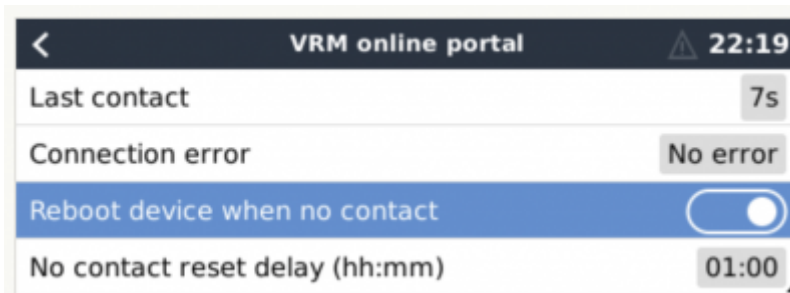 VRM online portal 22:19
Last contact 7s
Connection error No error
Reboot device when no contact
No contact reset delay (hh:mm) 01:00